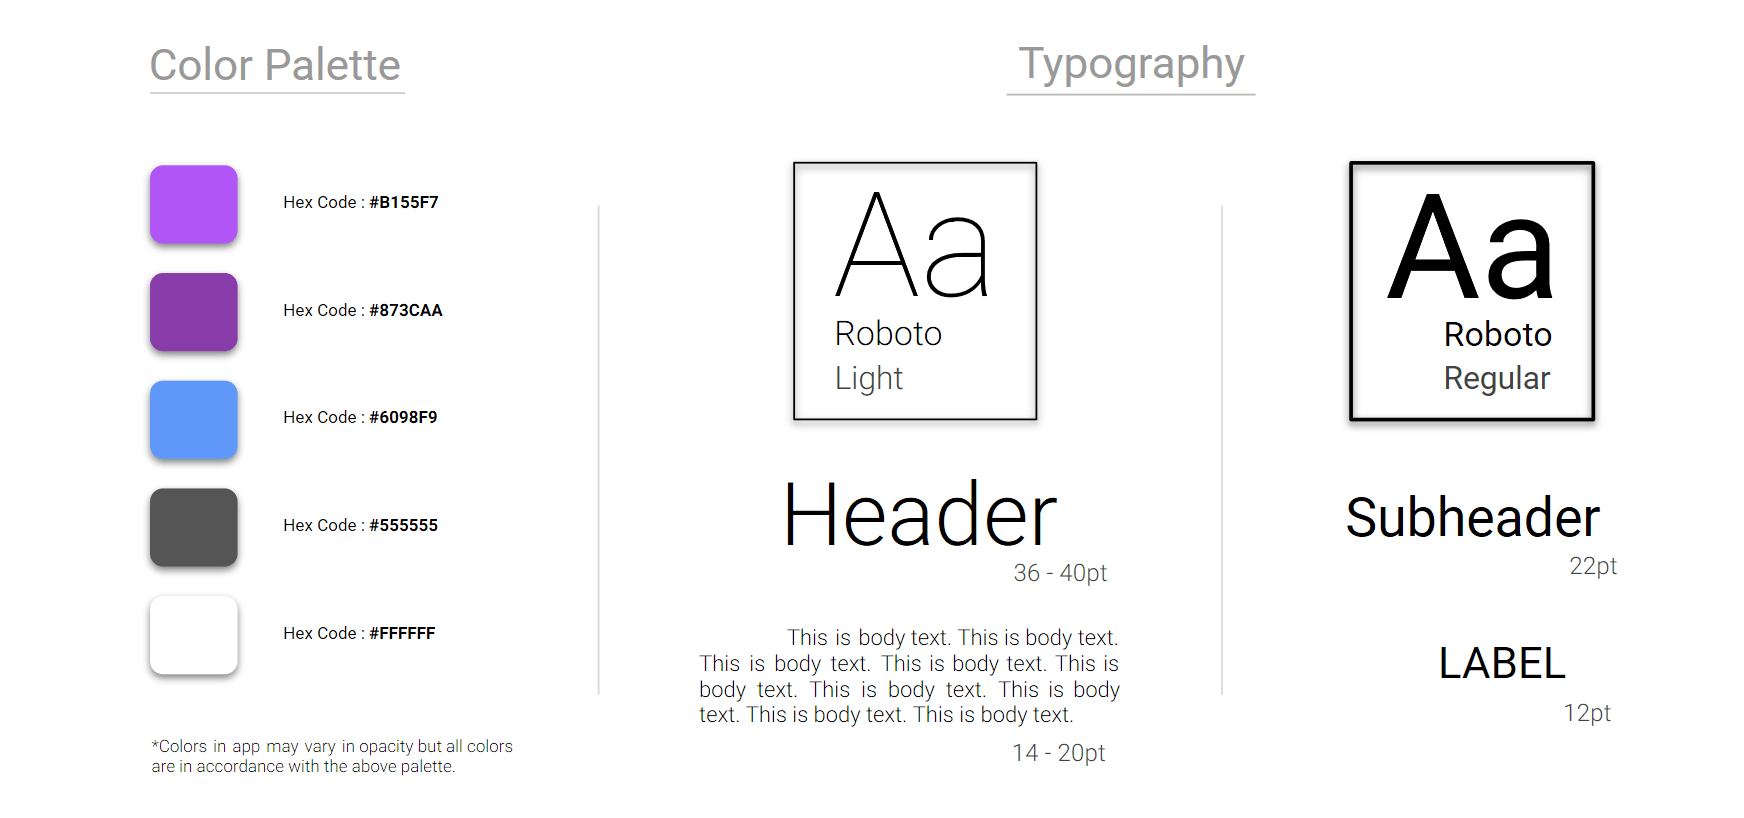 Color Palette
Hex Code : #B155F7
Hex Code : #873CAA
Hex Code : #6098F9
Hex Code : #555555
Hex Code : #FFFFFF
*Colors in app may vary in opacity but all colors
are in accordance with the above palette.
Typography
Aa
Roboto
Light
Header
36 - 40pt
This is body text. This is body text.
This is body text. This is body text. This is
body text. This is body text. This is body
text. This is body text. This is body text.
14 - 20pt
Aa
Roboto
Regular
Subheader
22pt
LABEL
12pt